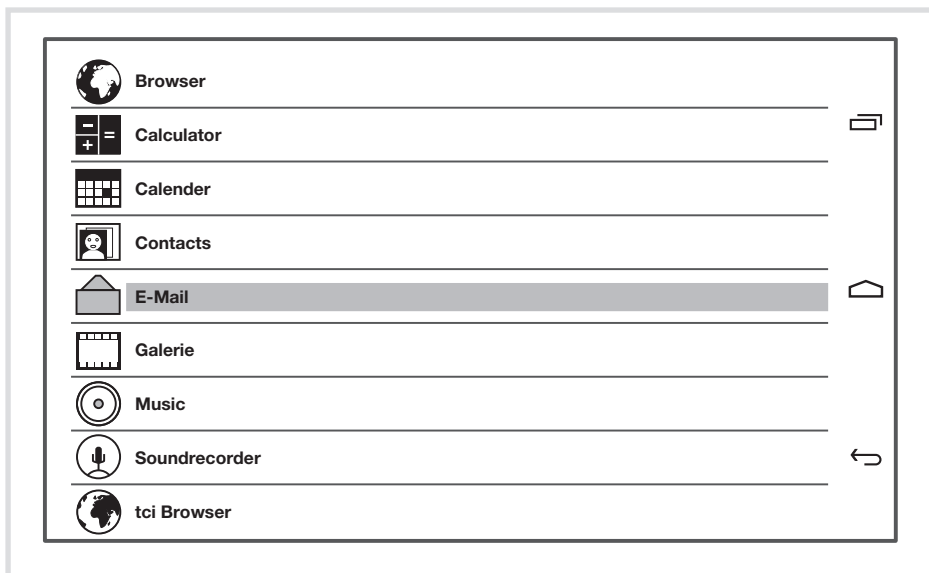 Browser
Calculator
Calender
Contacts
E-Mail
Galerie
Music
Soundrecorder
tci Browser